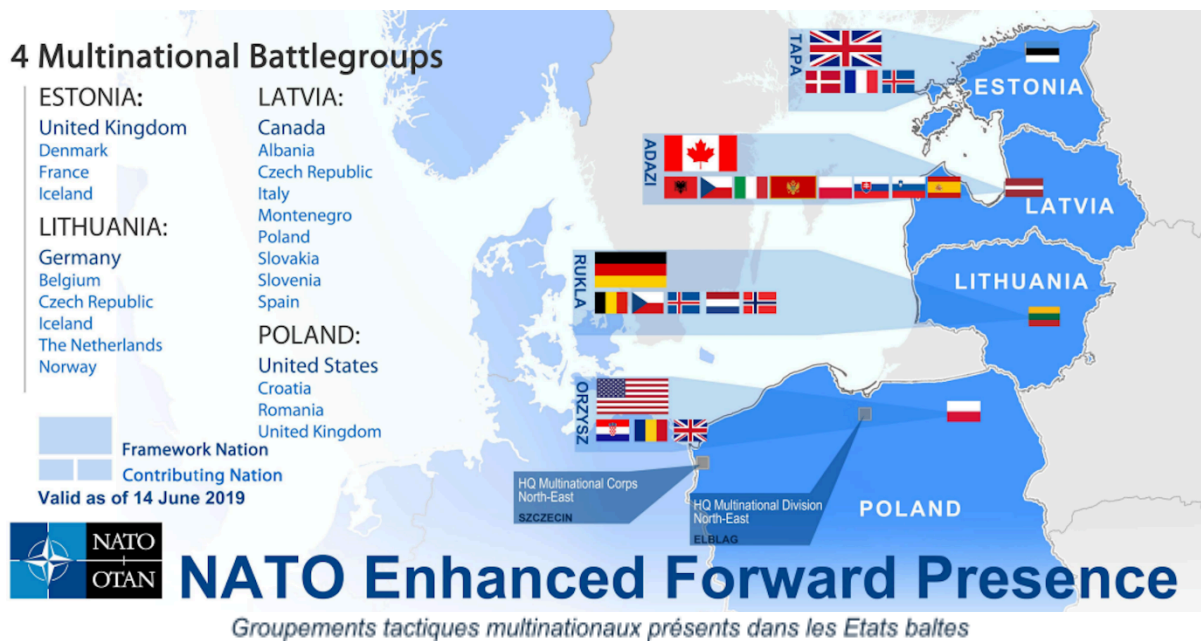 4 Multinational Battlegroups
ESTONIA:
United Kingdom
Denmark
France
Iceland
LITHUANIA:
Germany
Belgium
Czech Republic
Iceland
The Netherlands
Norway
LATVIA:
Canada
Albania
Czech Republic
Italy
Montenegro
Poland
Slovakia
Slovenia
Spain
POLAND:
United States
Croatia
Romania
United Kingdom
Framework Nation
Contributing Nation
Valid as of 14 June 2019
TAPA
ESTONIA
ADAZI
LATVIA
RUKLA
LITHUANIA
ORZYSZ
HQ Multinational Corps
North-East
SZCZECIN
HQ Multinational Division
North-East
ELBLAG
POLAND
NATO
OTAN
NATO Enhanced Forward Presence
Groupements tactiques multinationaux présents dans les Etats baltes